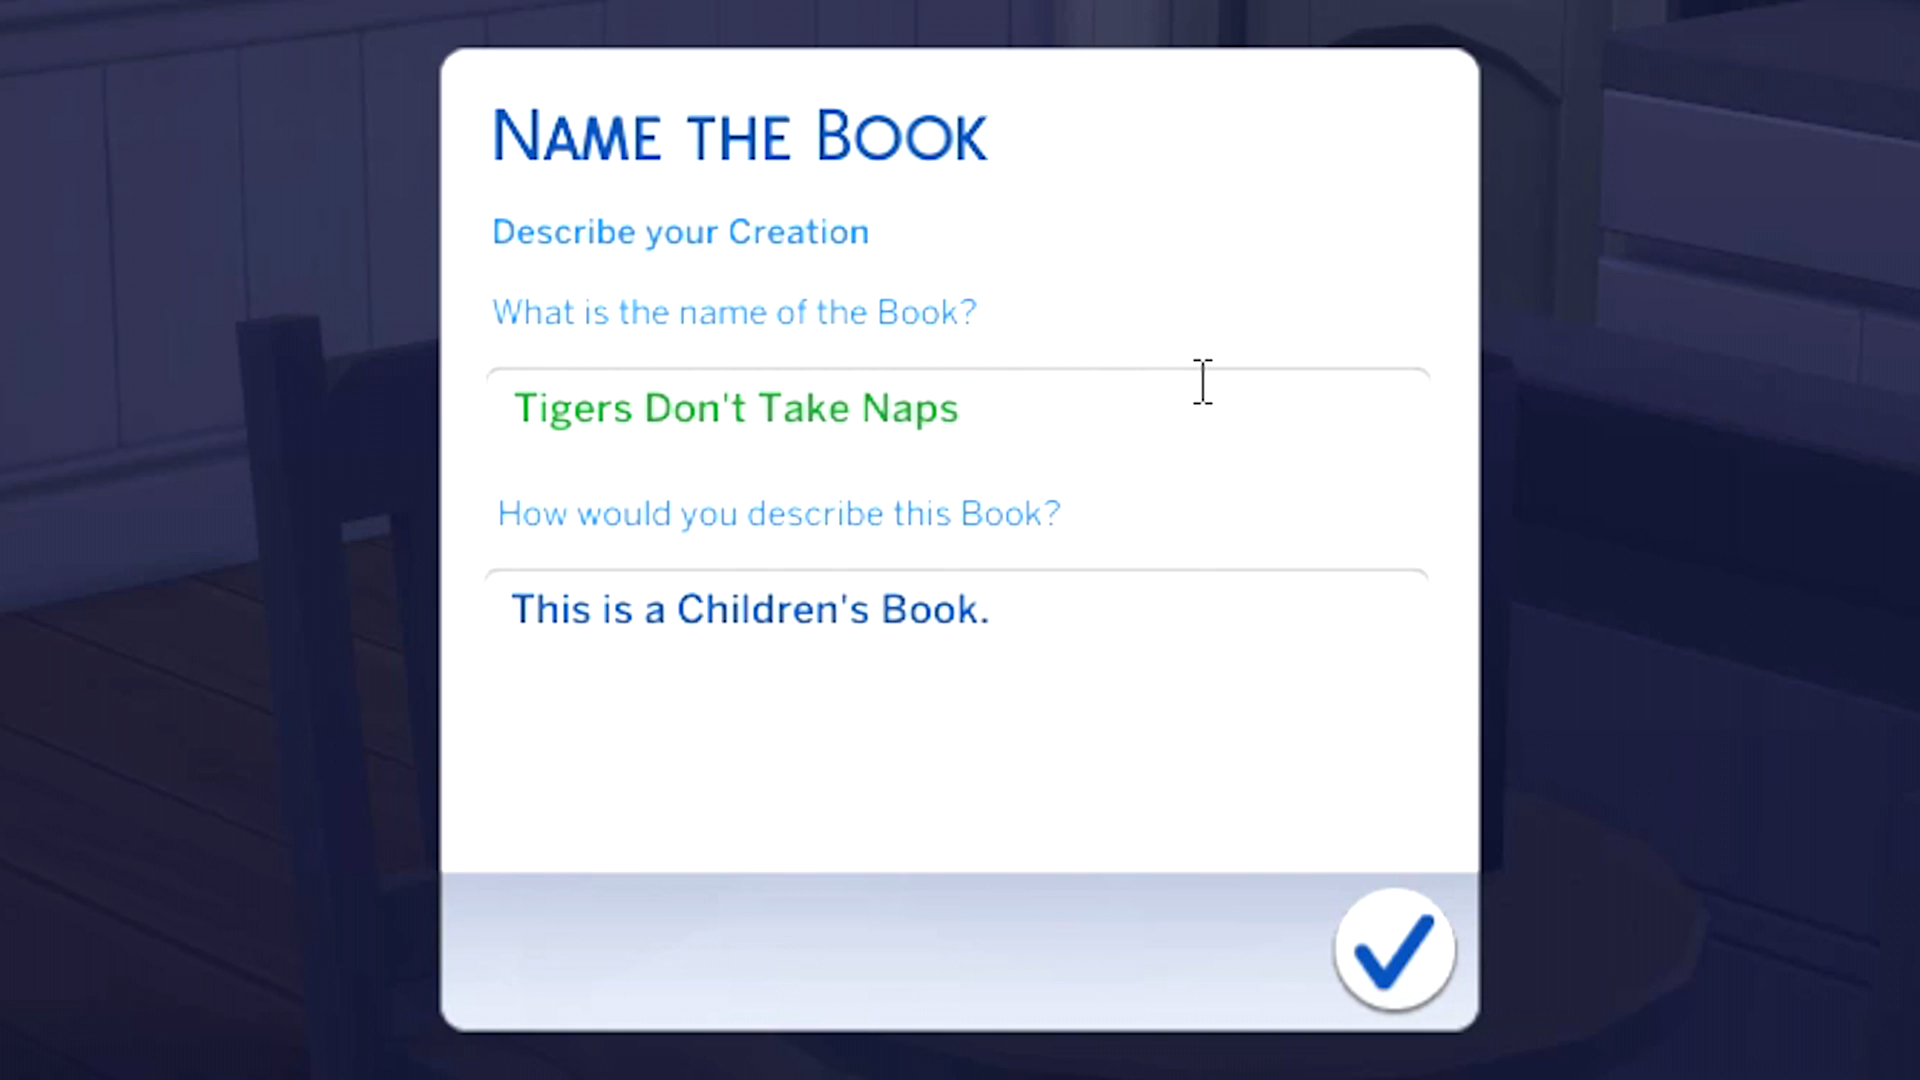 NAME THE BOOK
Describe your Creation
What is the name of the Book?
Tigers Don't Take Naps
How would you describe this Book?
This is a Children's Book.